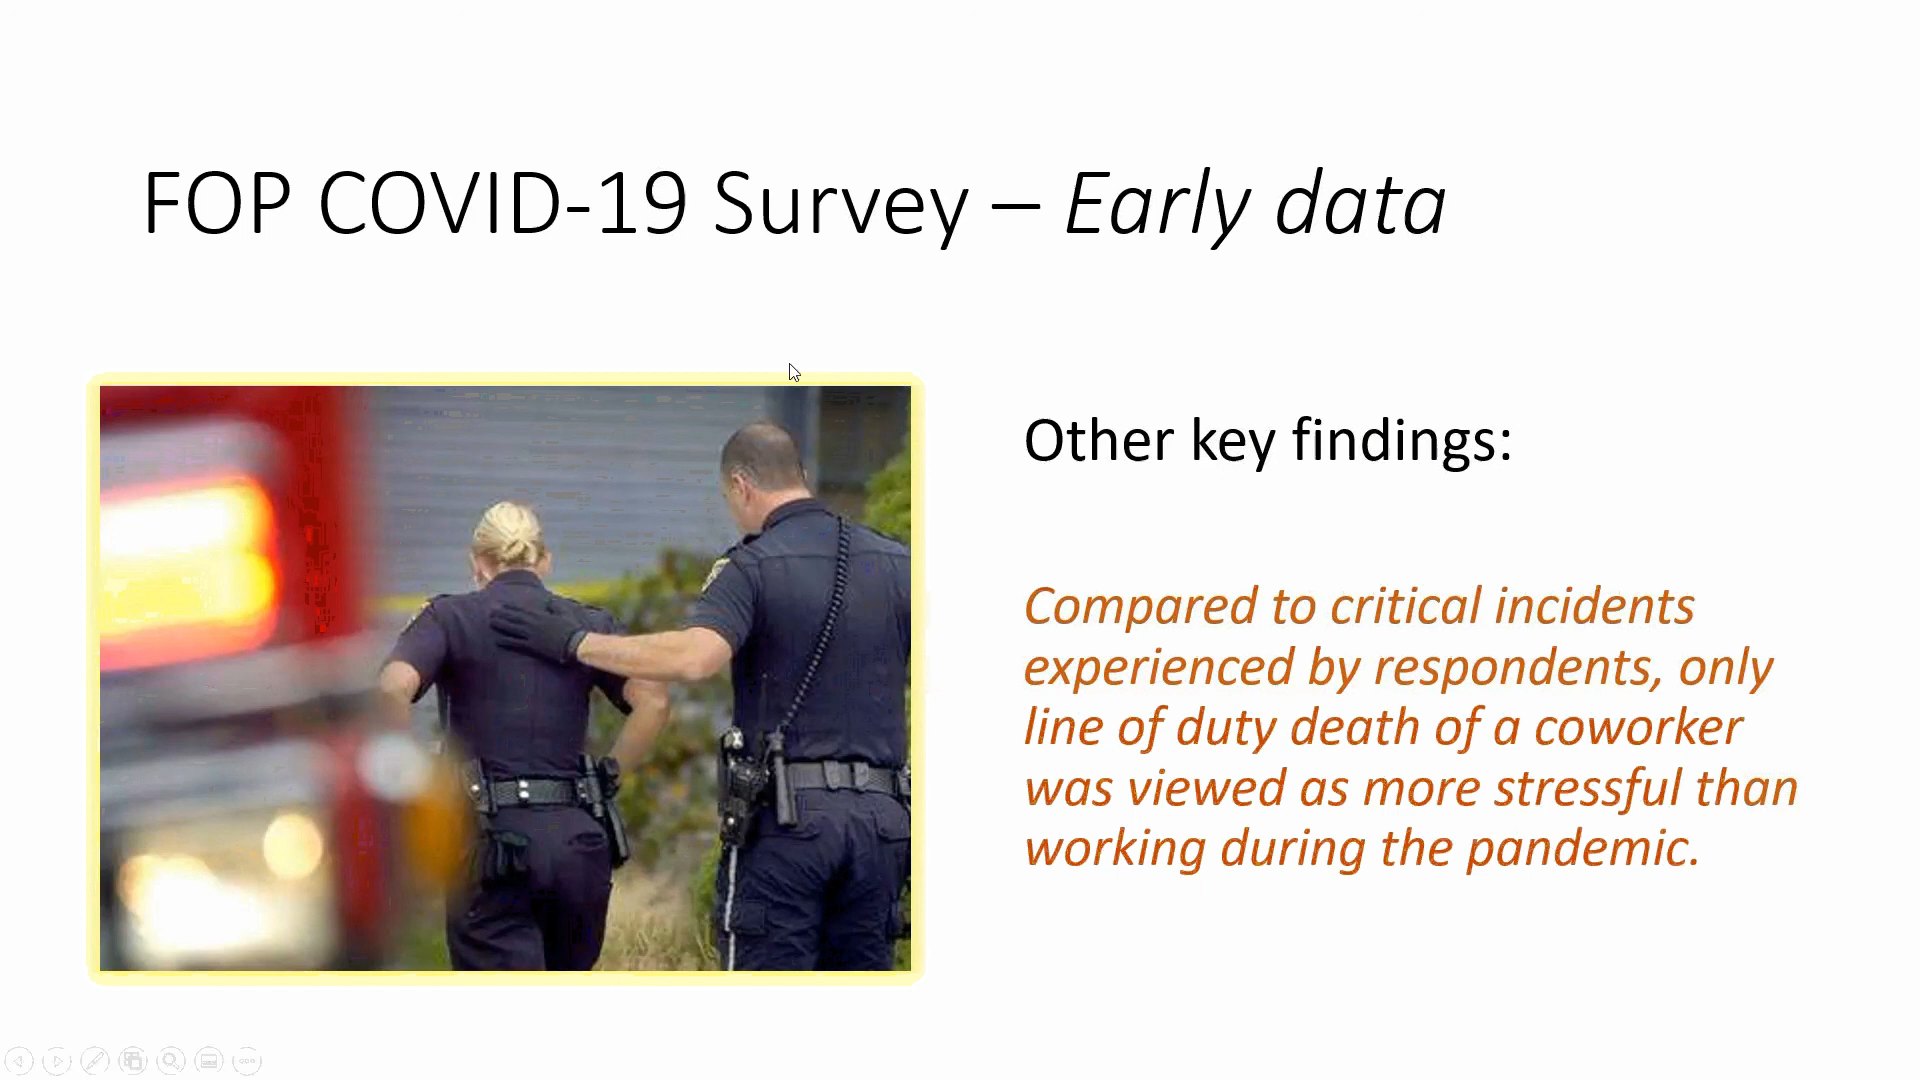 FOP COVID-19 Survey – Early data
Other key findings:
Compared to critical incidents
experienced by respondents, only
line of duty death of a coworker
was viewed as more stressful than
working during the pandemic.